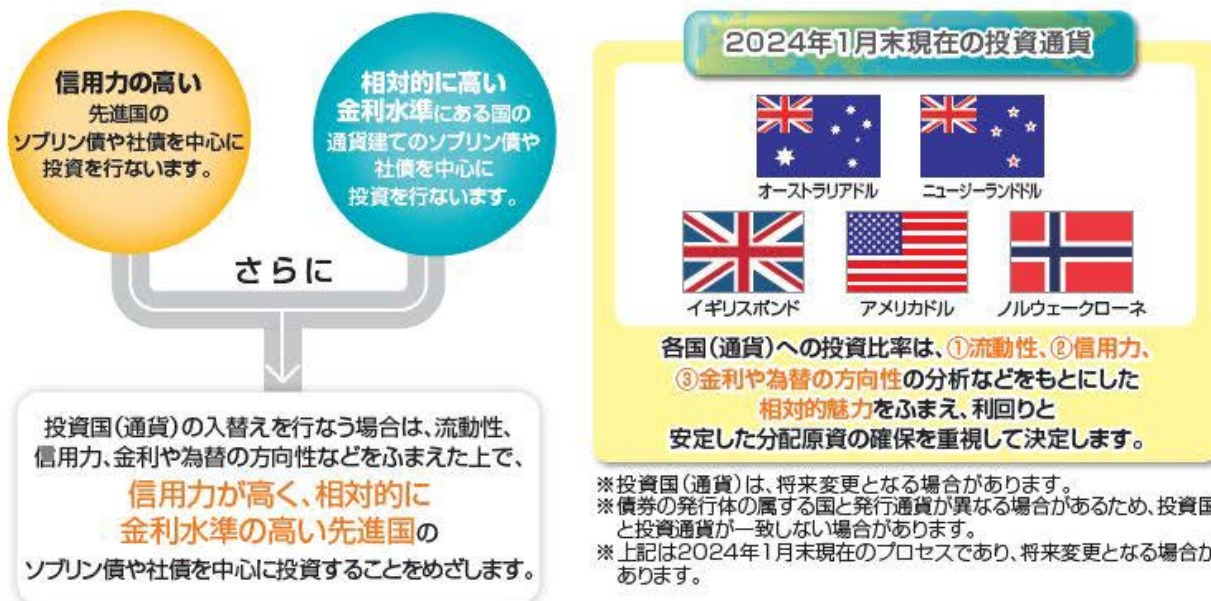 信用力の高い
先進国の
ソブリン債や社債を中心に
投資を行ないます。
相対的に高い
金利水準にある国の
通貨建てのソブリン債や
社債を中心に
投資を行ないます。
さらに
投資国(通貨)の入替えを行なう場合は、流動性、
信用力、金利や為替の方向性などをふまえた上で、
信用力が高く、相対的に
金利水準の高い先進国の
ソブリン債や社債を中心に投資することをめざします。
2024年1月末現在の投資通貨
オーストラリアドル
ニュージーランドドル
イギリスポンド
アメリカドル
ノルウェークローネ
各国(通貨)への投資比率は、①流動性、②信用力、
③金利や為替の方向性の分析などをもとにした
相対的魅力をふまえ、利回りと
安定した分配原資の確保を重視して決定します。
※投資国(通貨)は、将来変更となる場合があります。
※債券の発行体の属する国と発行通貨が異なる場合があるため、投資国
と投資通貨が一致しない場合があります。
※上記は2024年1月末現在のプロセスであり、将来変更となる場合が
あります。